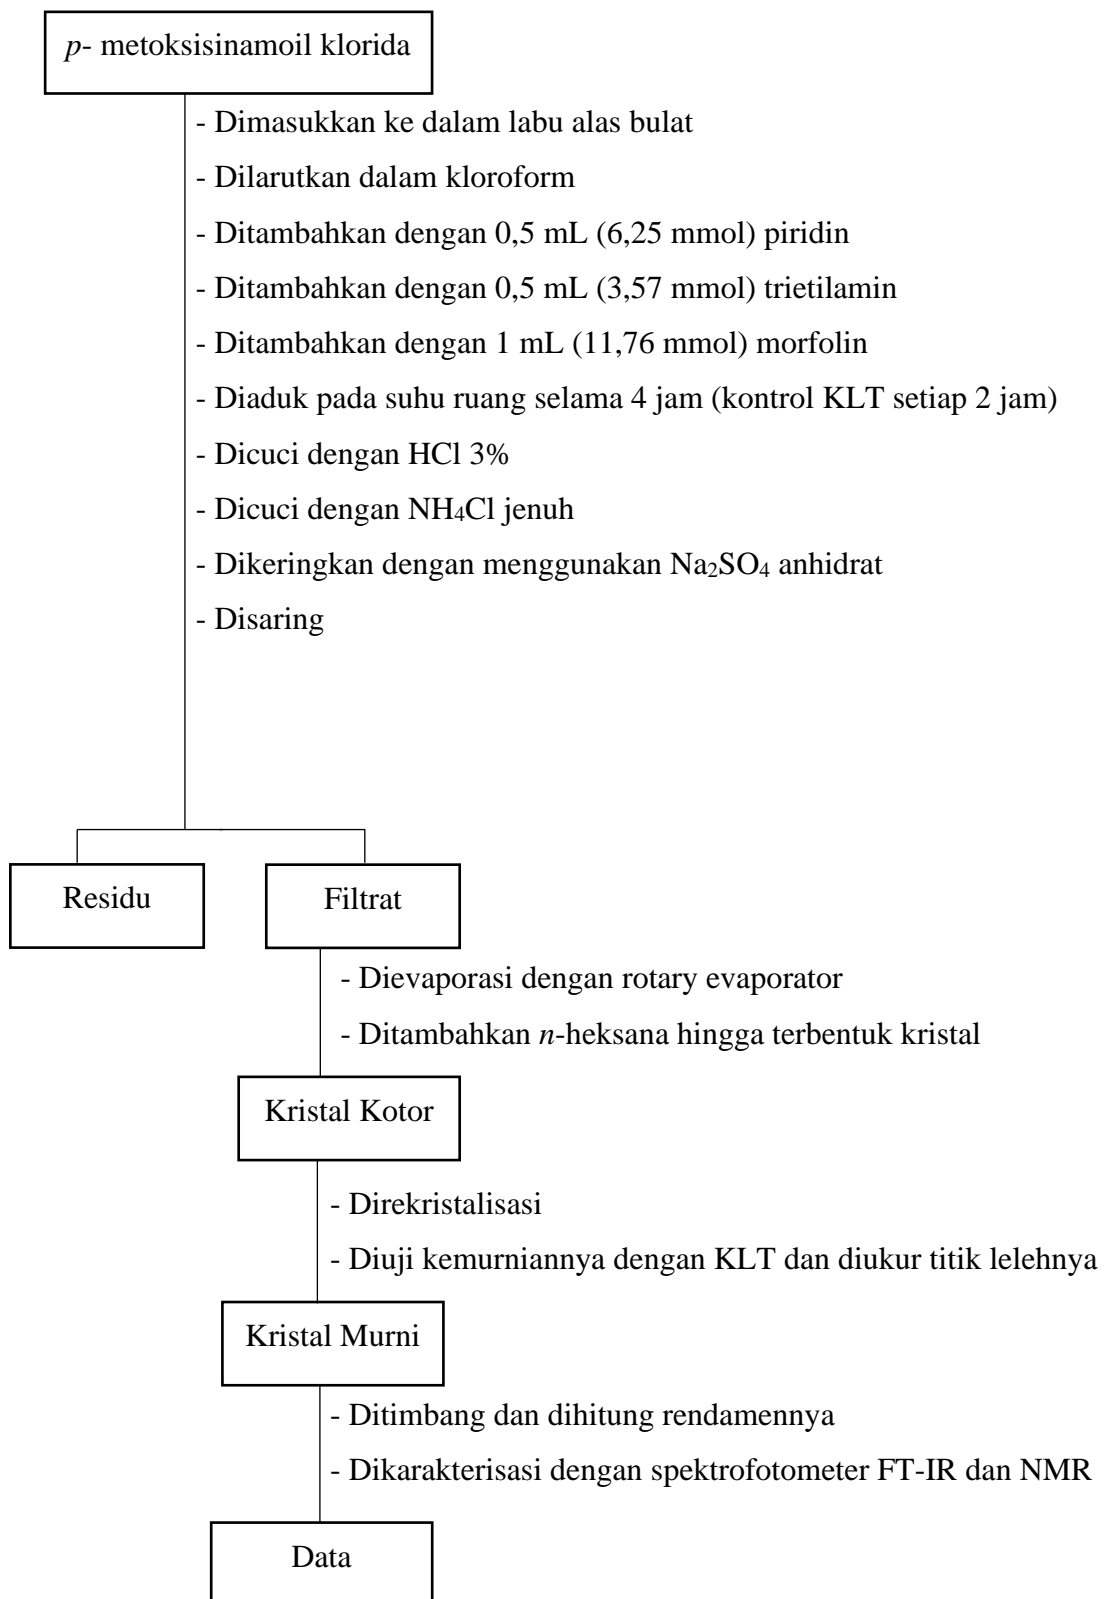 p- metoksisinamoil klorida
- Dimasukkan ke dalam labu alas bulat
- Dilarutkan dalam kloroform
- Ditambahkan dengan 0,5 mL (6,25 mmol) piridin
- Ditambahkan dengan 0,5 mL (3,57 mmol) trietilamin
- Ditambahkan dengan 1 mL (11,76 mmol) morfolin
- Diaduk pada suhu ruang selama 4 jam (kontrol KLT setiap 2 jam)
- Dicuci dengan HCl 3%
- Dicuci dengan NH₄Cl jenuh
- Dikeringkan dengan menggunakan Na₂SO₄ anhidrat
- Disaring
Residu
Filtrat
- Dievaporasi dengan rotary evaporator
- Ditambahkan n-heksana hingga terbentuk kristal
Kristal Kotor
- Direkristalisasi
- Diuji kemurniannya dengan KLT dan diukur titik lelehnya
Kristal Murni
- Ditimbang dan dihitung rendamennya
- Dikarakterisasi dengan spektrofotometer FT-IR dan NMR
Data